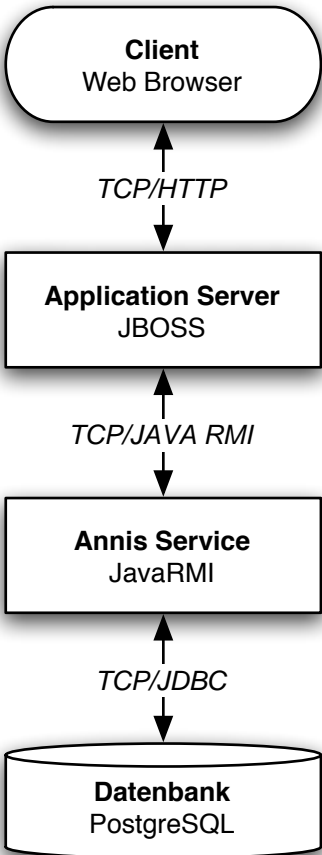 Client
Web Browser
TCP/HTTP
Application Server
JBOSS
TCP/JAVA RMI
Annis Service
JavaRMI
TCP/JDBC
Datenbank
PostgreSQL